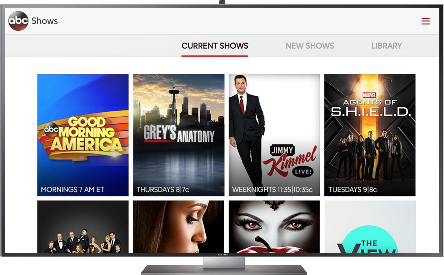 abc Shows
CURRENT SHOWS
NEW SHOWS
LIBRARY
abc
GOOD
MORNING
AMERICA
MORNINGS 7 AM ET
GREY'S ANATOMY
THURSDAYS 8|7c
JIMMY
Kimmel
LIVE!
WEEKNIGHTS 11:35|10:35c
MARVEL
AGENTS OF
S.H.I.E.L.D.
TUESDAYS 9|8c
THE
VIEW